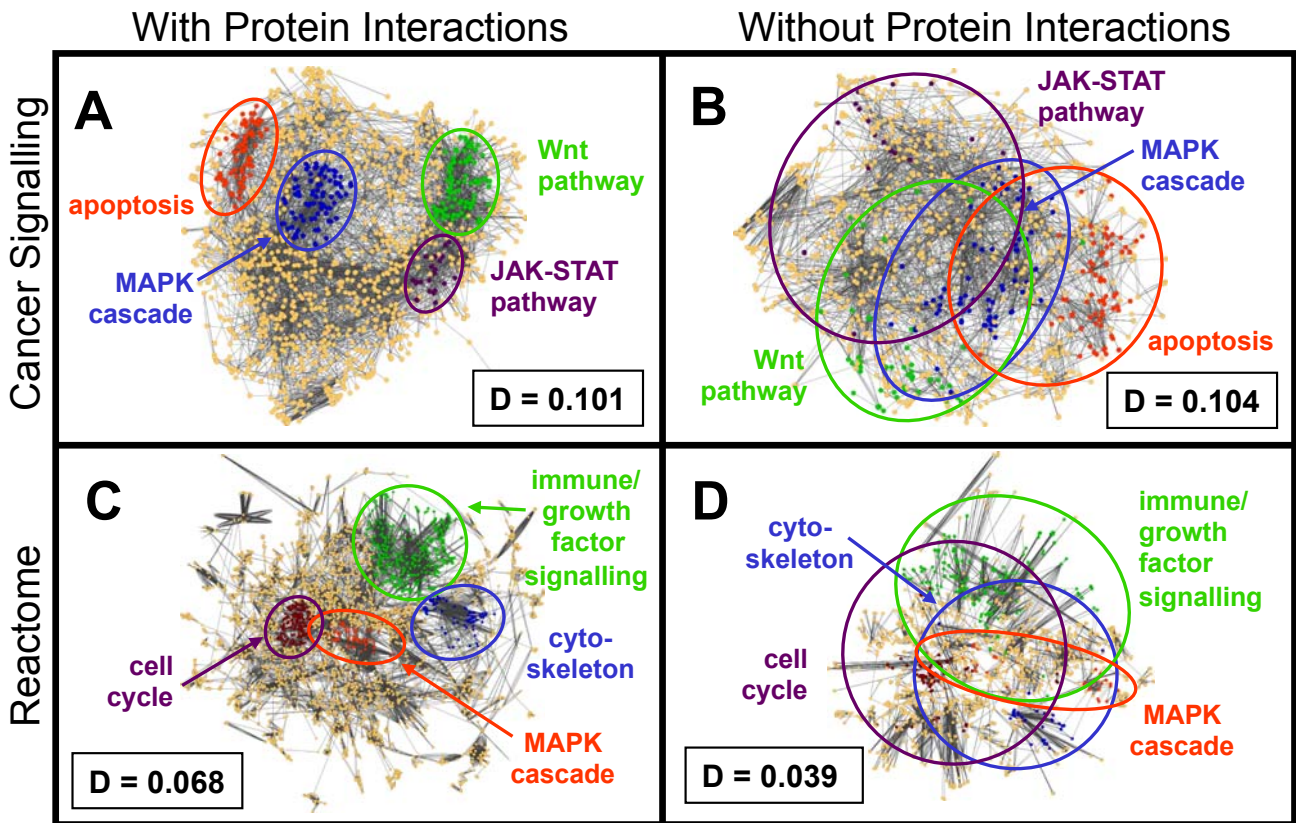 With Protein Interactions
Without Protein Interactions
Cancer Signalling
A
apoptosis
MAPK
cascade
Wnt
pathway
JAK-STAT
pathway
D = 0.101
B
JAK-STAT
pathway
MAPK
cascade
Wnt
pathway
apoptosis
D = 0.104
Reactome
C
immune/
growth
factor
signalling
cell
cycle
cyto-
skeleton
MAPK
cascade
D = 0.068
D
cyto-
skeleton
immune/
growth
factor
signalling
cell
cycle
MAPK
cascade
D = 0.039